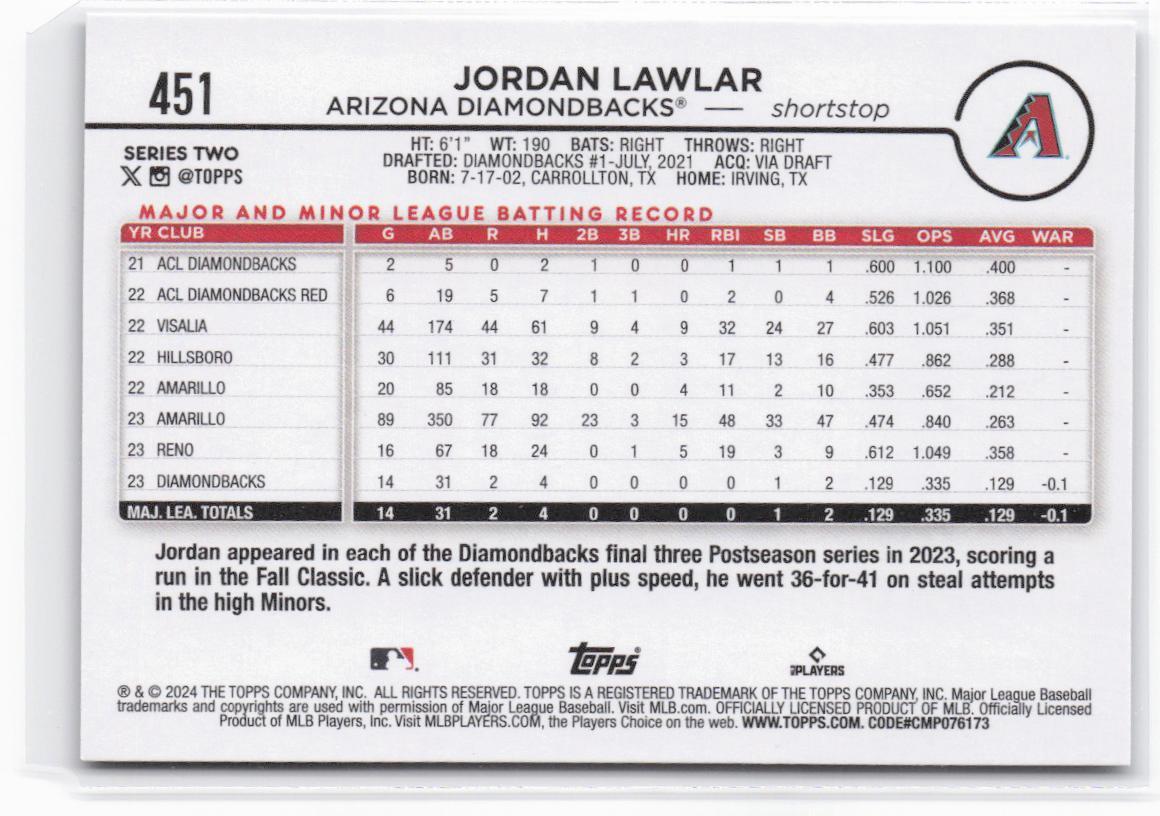 451
JORDAN LAWLAR
ARIZONA DIAMONDBACKS® — shortstop
A
SERIES TWO
@TOPPS
HT: 6'1" WT: 190 BATS: RIGHT THROWS: RIGHT
DRAFTED: DIAMONDBACKS #1-JULY, 2021 ACQ: VIA DRAFT
BORN: 7-17-02, CARROLLTON, TX HOME: IRVING, TX
MAJOR AND MINOR LEAGUE BATTING RECORD
YR CLUB G AB R H 2B 3B HR RBI SB BB SLG OPS AVG WAR
21 ACL DIAMONDBACKS 2 5 0 2 1 0 0 1 1 1 .600 1.100 .400 -
22 ACL DIAMONDBACKS RED 6 19 5 7 1 1 0 2 0 4 .526 1.026 .368 -
22 VISALIA 44 174 44 61 9 4 9 32 24 27 .603 1.051 .351 -
22 HILLSBORO 30 111 31 32 8 2 3 17 13 16 .477 .862 .288 -
22 AMARILLO 20 85 18 18 0 0 4 11 2 10 .353 .652 .212 -
23 AMARILLO 89 350 77 92 23 3 15 48 33 47 .474 .840 .263 -
23 RENO 16 67 18 24 0 1 5 19 3 9 .612 1.049 .358 -
23 DIAMONDBACKS 14 31 2 4 0 0 0 0 1 2 .129 .335 .129 -0.1
MAJ. LEA. TOTALS 14 31 2 4 0 0 0 0 1 2 .129 .335 .129 -0.1
Jordan appeared in each of the Diamondbacks final three Postseason series in 2023, scoring a
run in the Fall Classic. A slick defender with plus speed, he went 36-for-41 on steal attempts
in the high Minors.
topps® MLB PLAYERS
® & © 2024 THE TOPPS COMPANY, INC. ALL RIGHTS RESERVED. TOPPS IS A REGISTERED TRADEMARK OF THE TOPPS COMPANY, INC. Major League Baseball
trademarks and copyrights are used with permission of Major League Baseball. Visit MLB.com. OFFICIALLY LICENSED PRODUCT OF MLB. Officially Licensed
Product of MLB Players, Inc. Visit MLBPLAYERS.COM, the Players Choice on the web. WWW.TOPPS.COM. CODE#CMP076173